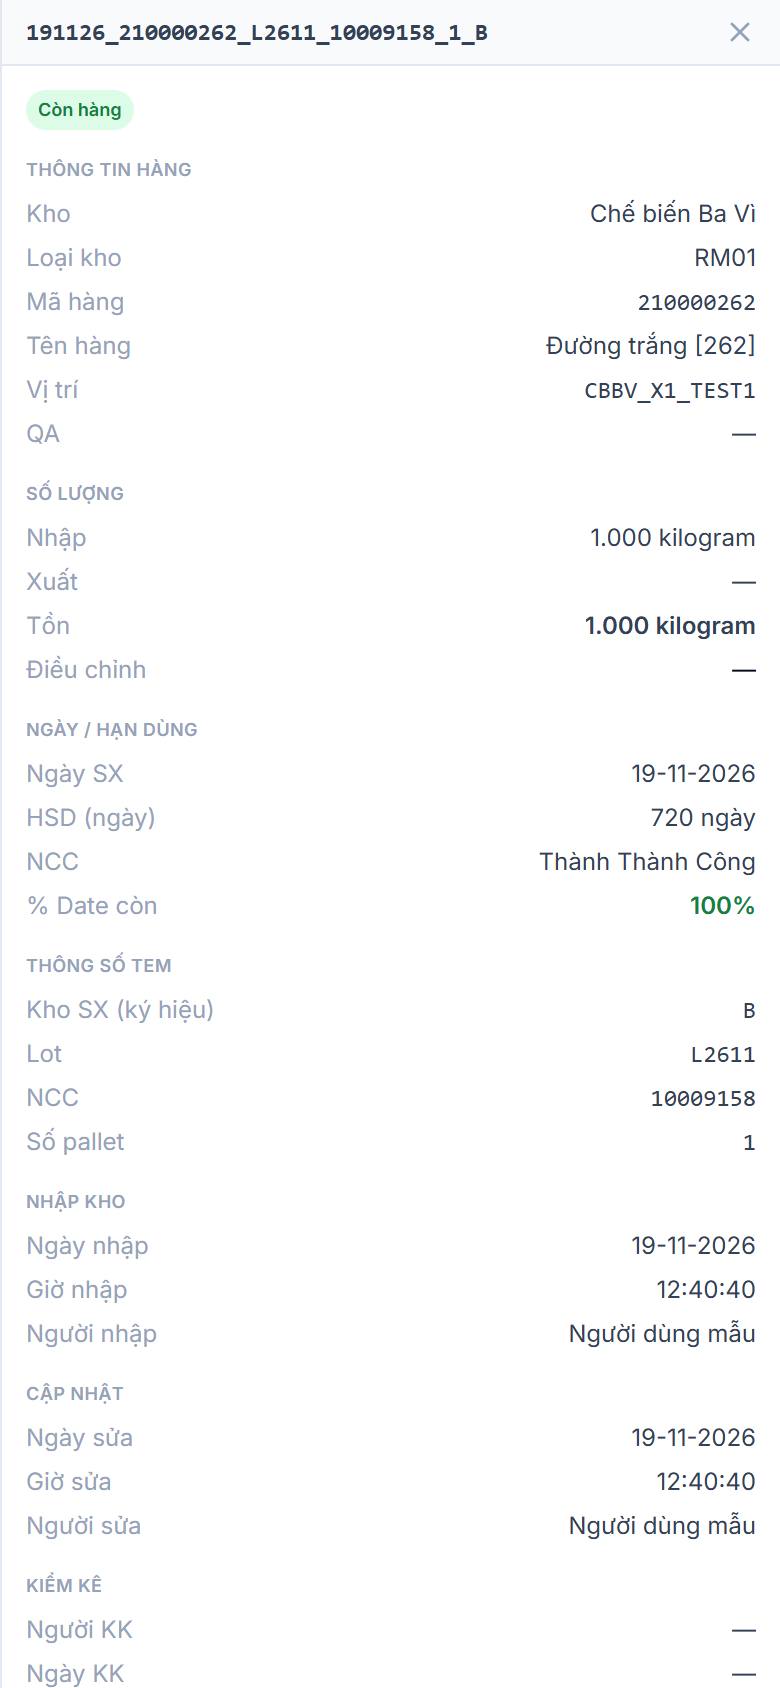 191126_210000262_L2611_10009158_1_B
Còn hàng
THÔNG TIN HÀNG
Kho Chế biến Ba Vì
Loại kho RM01
Mã hàng 210000262
Tên hàng Đường trắng [262]
Vị trí CBBV_X1_TEST1
QA —
SỐ LƯỢNG
Nhập 1.000 kilogram
Xuất —
Tồn 1.000 kilogram
Điều chỉnh —
NGÀY / HẠN DÙNG
Ngày SX 19-11-2026
HSD (ngày) 720 ngày
NCC Thành Thành Công
% Date còn 100%
THÔNG SỐ TEM
Kho SX (ký hiệu) B
Lot L2611
NCC 10009158
Số pallet 1
NHẬP KHO
Ngày nhập 19-11-2026
Giờ nhập 12:40:40
Người nhập Người dùng mẫu
CẬP NHẬT
Ngày sửa 19-11-2026
Giờ sửa 12:40:40
Người sửa Người dùng mẫu
KIỂM KÊ
Người KK —
Ngày KK —